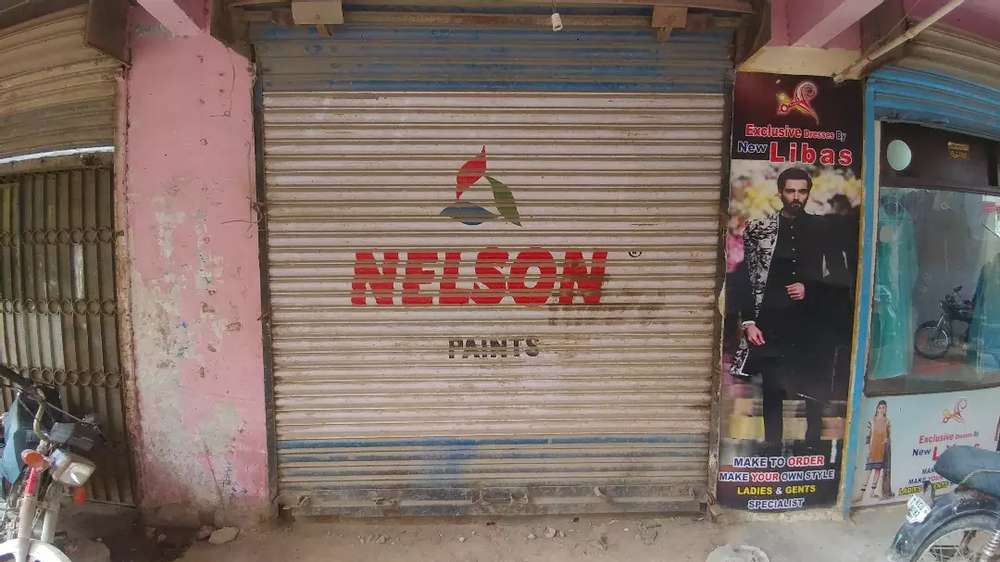 NELSON
®
PAINTS
Exclusive Dresses By
New Libas
MAKE TO ORDER
MAKE YOUR OWN STYLE
LADIES & GENTS
SPECIALIST
Exclusive Dresses By
New
LADIES